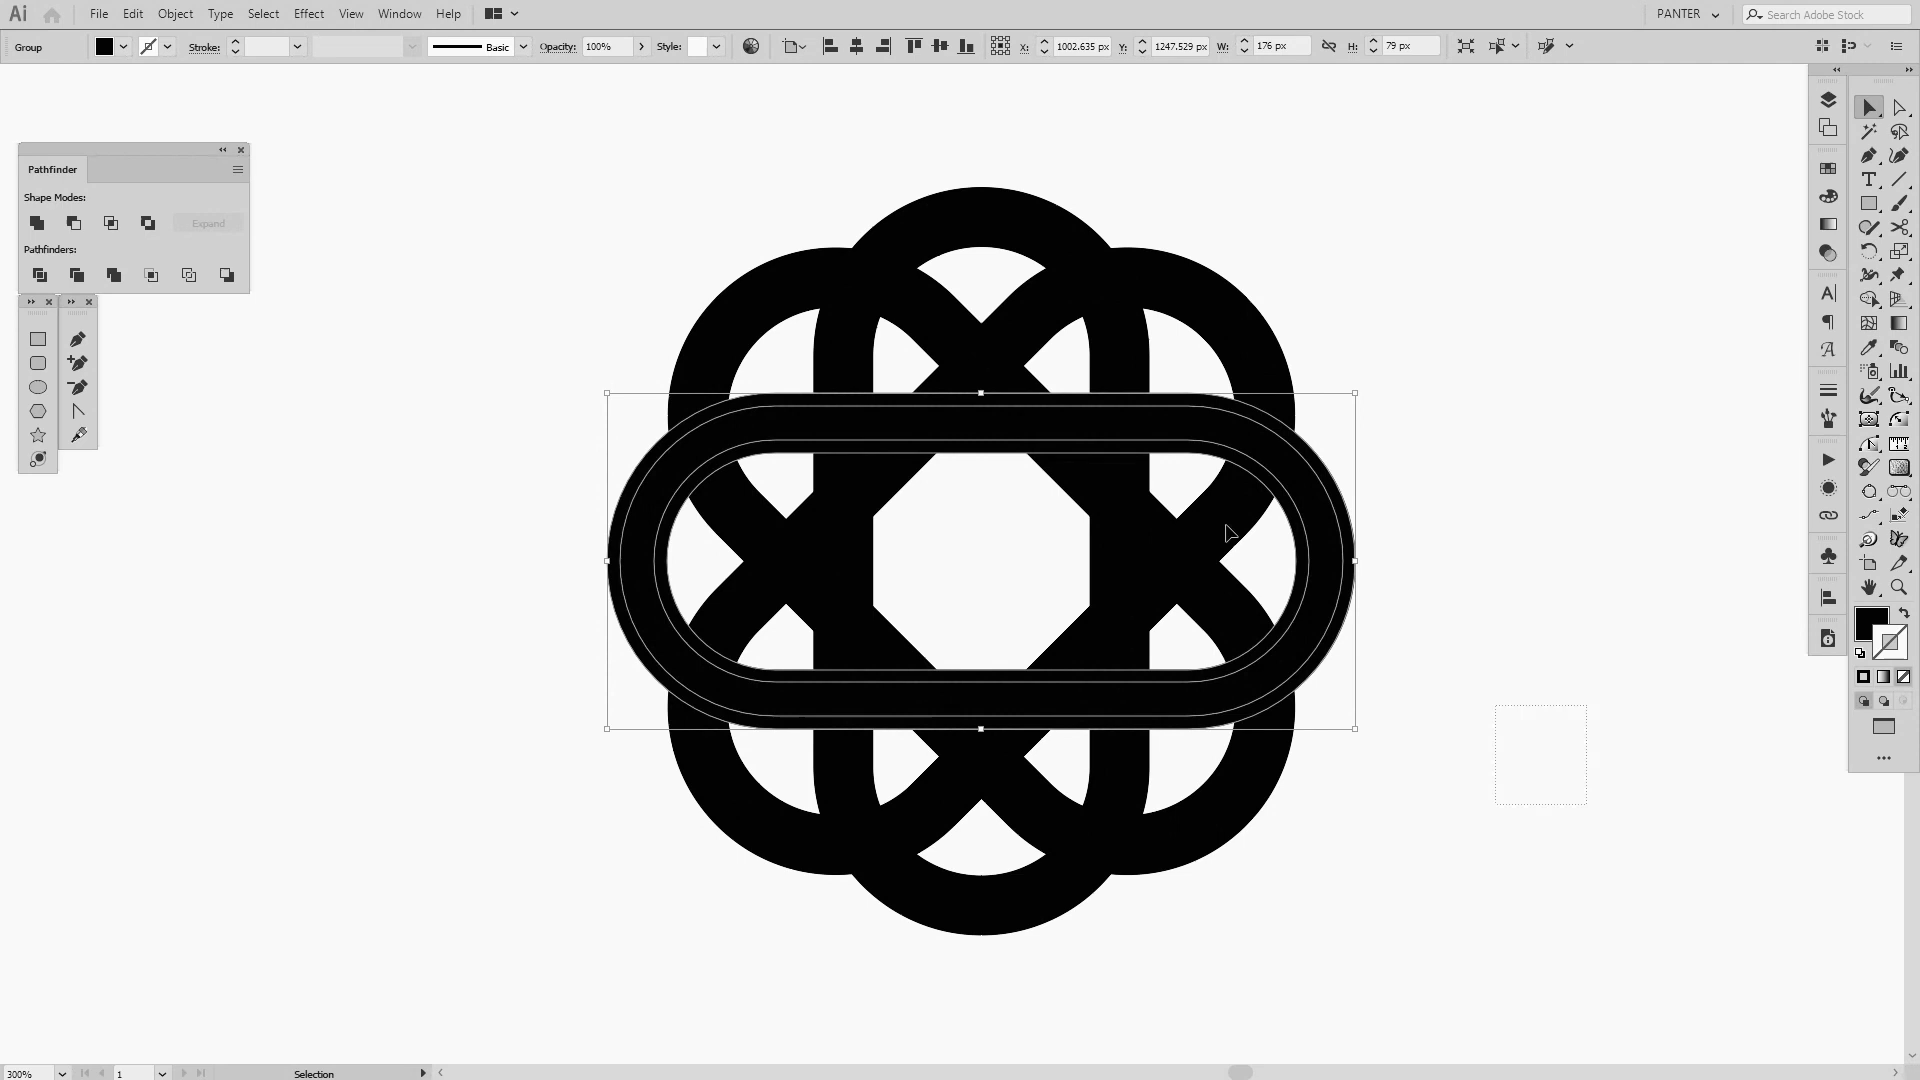 Ai File Edit Object Type Select Effect View Window Help PANTER Search Adobe Stock
Group Stroke: Basic Opacity: 100% Style: X: 1002.635 px Y: 1247.529 px W: 176 px H: 79 px
Pathfinder
Shape Modes:
Expand
Pathfinders:
300% 1 Selection